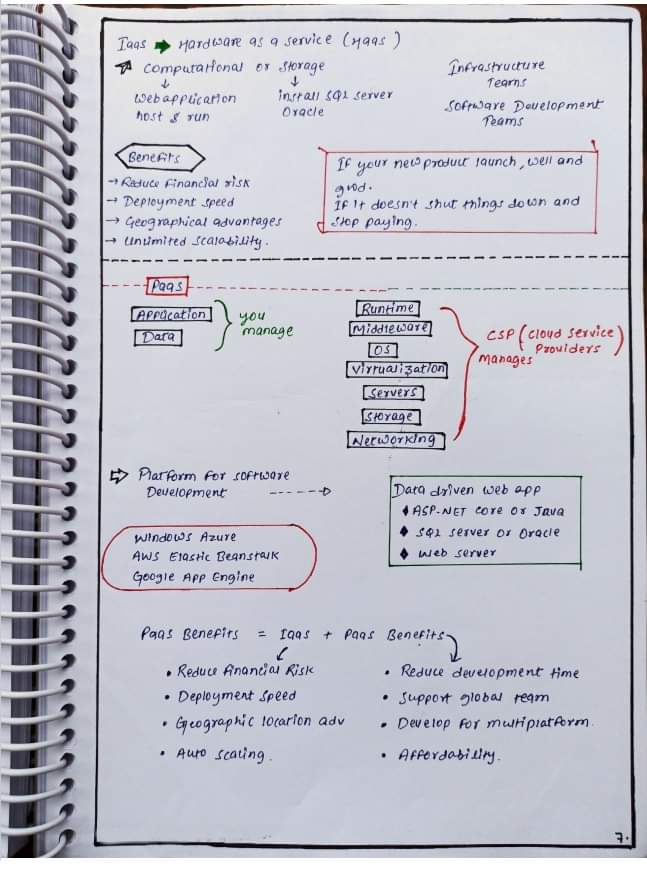 Iaas → Hardware as a service (Haas)
Computational or storage
↓ ↓
Web application install SQL server
host & run Oracle
Infrastructure
Teams
Software Development
Teams
Benefits
→ Reduce Financial risk
→ Deployment speed
→ Geographical advantages
→ Unlimited scalability.
If your new product launch, well and
good.
If it doesn't shut things down and
stop paying.
Paas
Application
Data
you
manage
Runtime
Middleware
OS
Virtualization
Servers
Storage
Networking
CSP (Cloud Service
Providers)
manages
⇒ Platform for software
Development
Data driven web app
♦ ASP.NET core or Java
♦ SQL server or Oracle
♦ Web server
Windows Azure
AWS Elastic Beanstalk
Google App Engine
Paas Benefits = Iaas + Paas Benefits
• Reduce Financial Risk
• Deployment speed
• Geographic location adv
• Auto scaling.
• Reduce development time
• Support global team
• Develop for multiplatform.
• Affordability.
7.